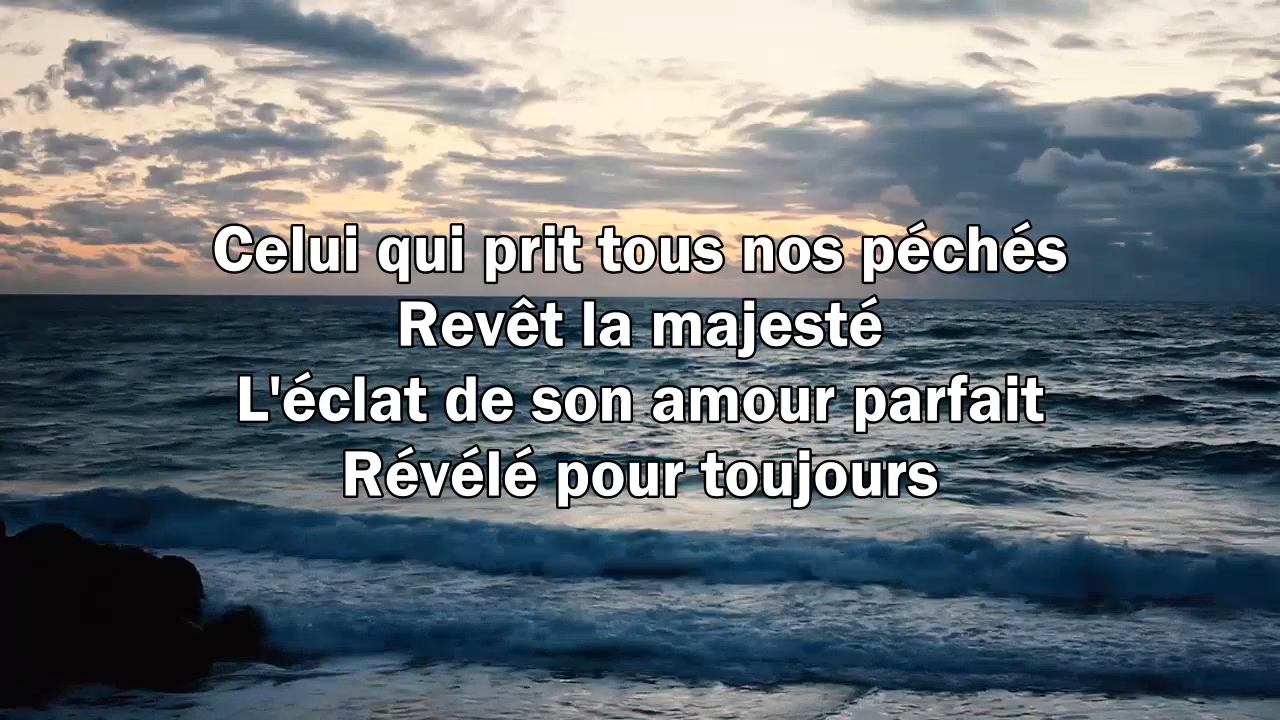 Celui qui prit tous nos péchés
Revêt la majesté
L'éclat de son amour parfait
Révélé pour toujours